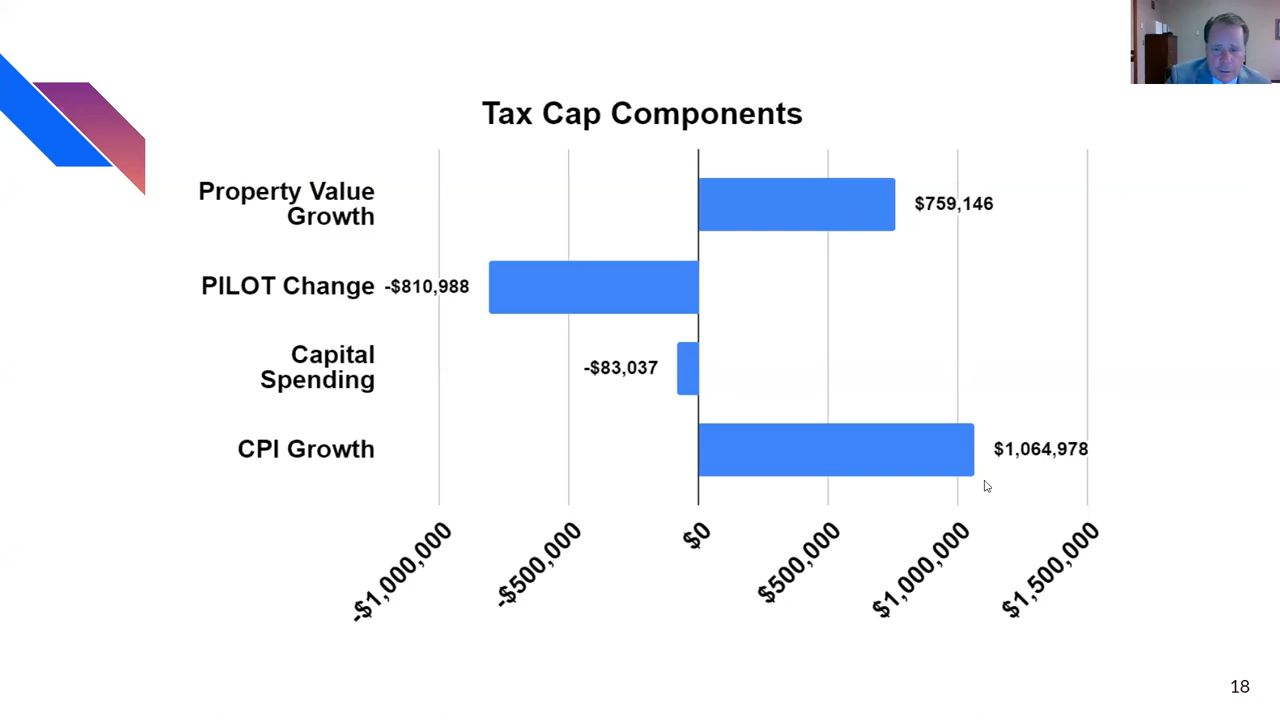 Tax Cap Components
Property Value
Growth
$759,146
PILOT Change
-$810,988
Capital
Spending
-$83,037
CPI Growth
$1,064,978
-$1,000,000
-$500,000
$0
$500,000
$1,000,000
$1,500,000
18